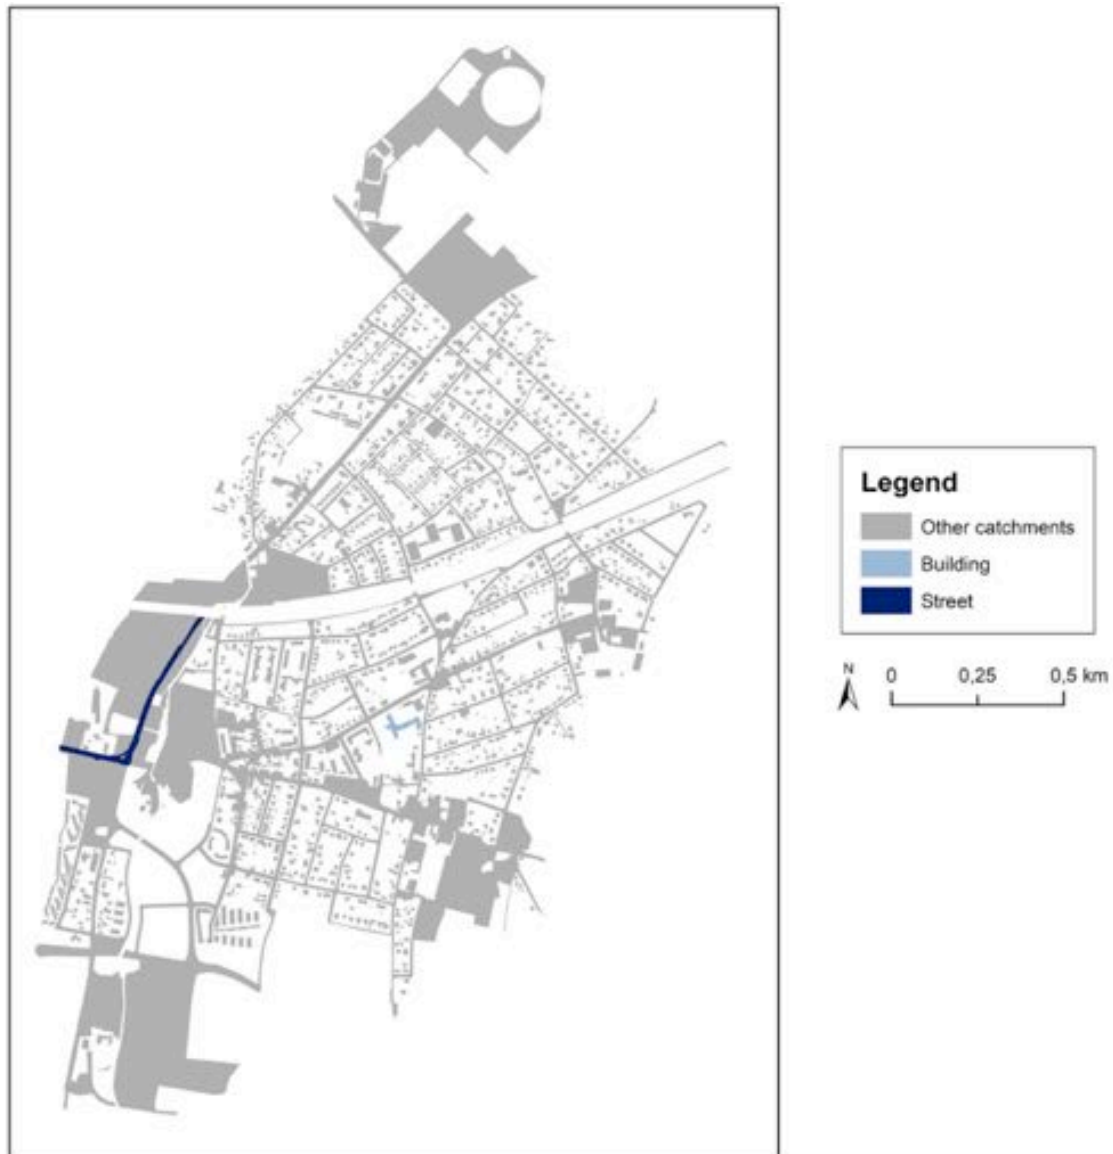 Legend
Other catchments
Building
Street
N
0 0,25 0,5 km